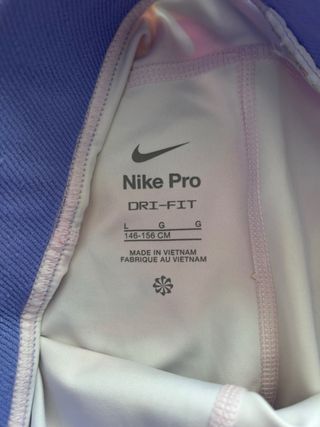 Nike Pro
DRI-FIT
L G G
146-156 CM
MADE IN VIETNAM
FABRIQUE AU VIETNAM